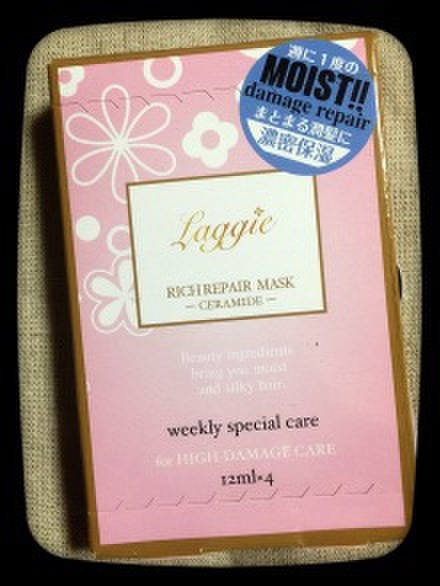 週に1度の
MOIST!!
damage repair
まとまる潤髪に
濃密保湿
Laggie
RICH REPAIR MASK
- CERAMIDE -
Beauty ingredients
bring you moist
and silky hair.
weekly special care
for HIGH DAMAGE CARE
12ml×4